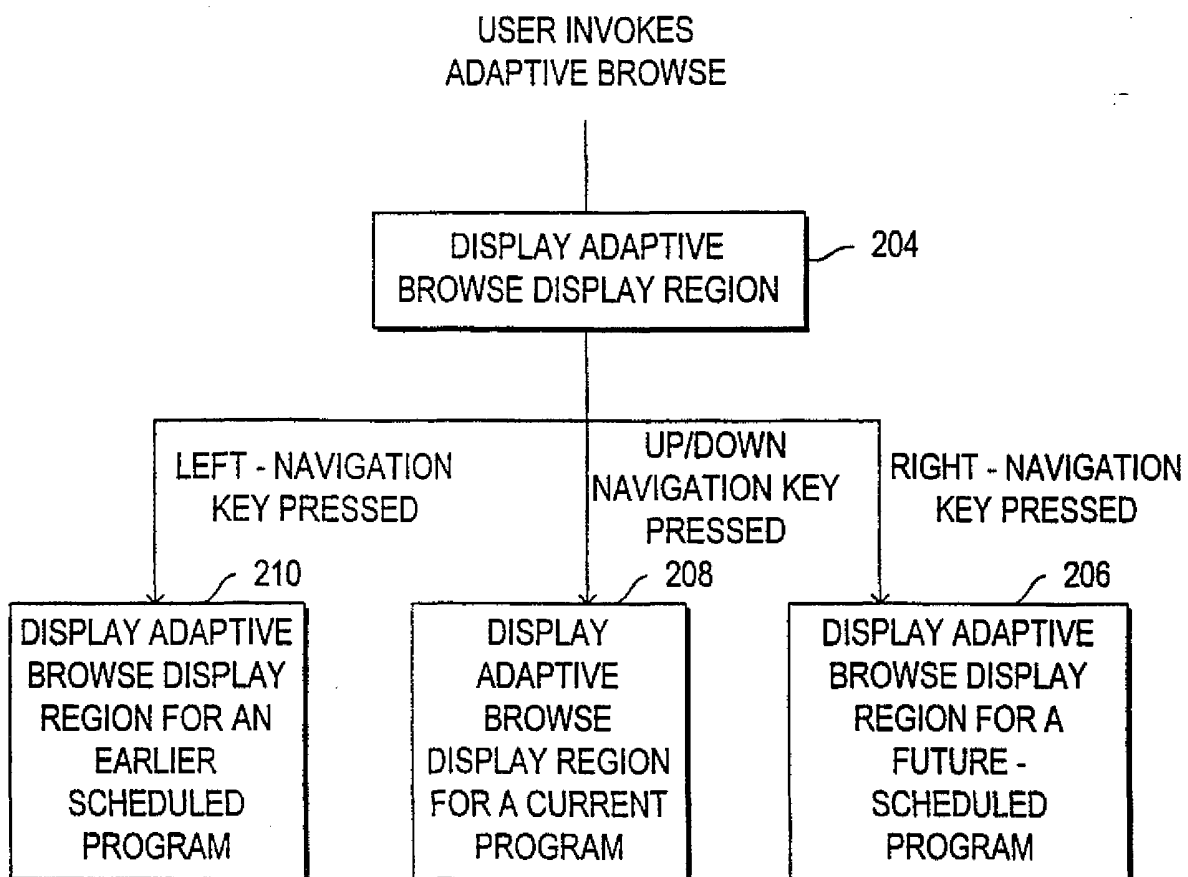 USER INVOKES
ADAPTIVE BROWSE
DISPLAY ADAPTIVE
BROWSE DISPLAY REGION
204
LEFT - NAVIGATION
KEY PRESSED
UP/DOWN
NAVIGATION KEY
PRESSED
RIGHT - NAVIGATION
KEY PRESSED
210
DISPLAY ADAPTIVE
BROWSE DISPLAY
REGION FOR AN
EARLIER
SCHEDULED
PROGRAM
208
DISPLAY
ADAPTIVE
BROWSE
DISPLAY REGION
FOR A CURRENT
PROGRAM
206
DISPLAY ADAPTIVE
BROWSE DISPLAY
REGION FOR A
FUTURE -
SCHEDULED
PROGRAM